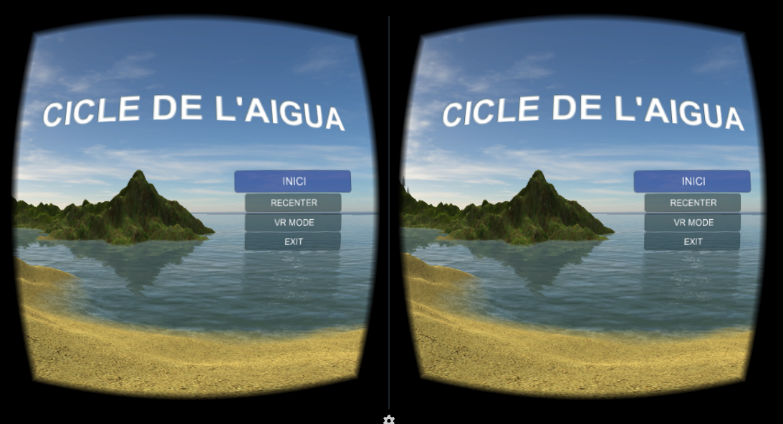 CICLE DE L'AIGUA
INICI
RECENTER
VR MODE
EXIT
CICLE DE L'AIGUA
INICI
RECENTER
VR MODE
EXIT